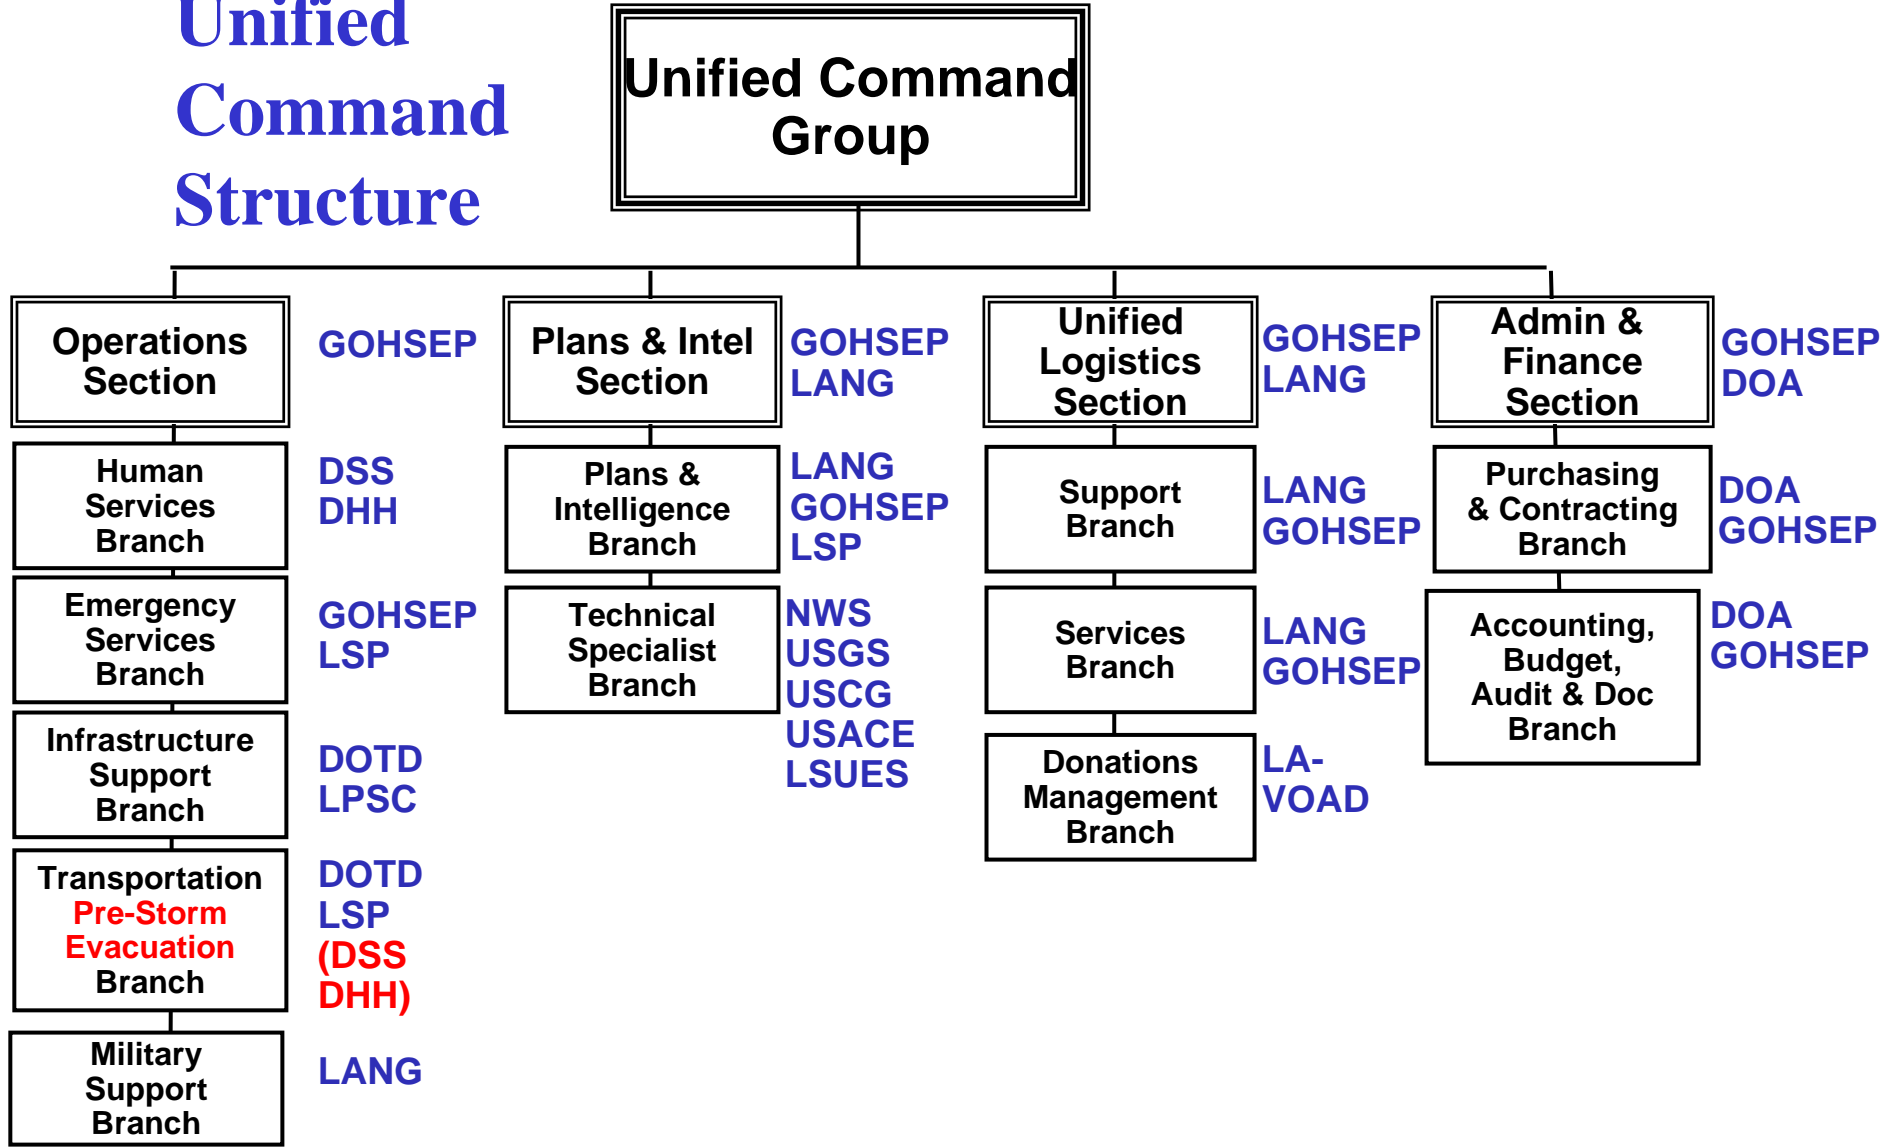 Unified
Command
Structure
Unified Command
Group
Operations
Section
GOHSEP
Human
Services
Branch
DSS
DHH
Emergency
Services
Branch
GOHSEP
LSP
Infrastructure
Support
Branch
DOTD
LPSC
Transportation
Pre-Storm
Evacuation
Branch
DOTD
LSP
(DSS
DHH)
Military
Support
Branch
LANG
Plans & Intel
Section
GOHSEP
LANG
Plans &
Intelligence
Branch
LANG
GOHSEP
LSP
Technical
Specialist
Branch
NWS
USGS
USCG
USACE
LSUES
Unified
Logistics
Section
GOHSEP
LANG
Support
Branch
LANG
GOHSEP
Services
Branch
LANG
GOHSEP
Donations
Management
Branch
LA-
VOAD
Admin &
Finance
Section
GOHSEP
DOA
Purchasing
& Contracting
Branch
DOA
GOHSEP
Accounting,
Budget,
Audit & Doc
Branch
DOA
GOHSEP